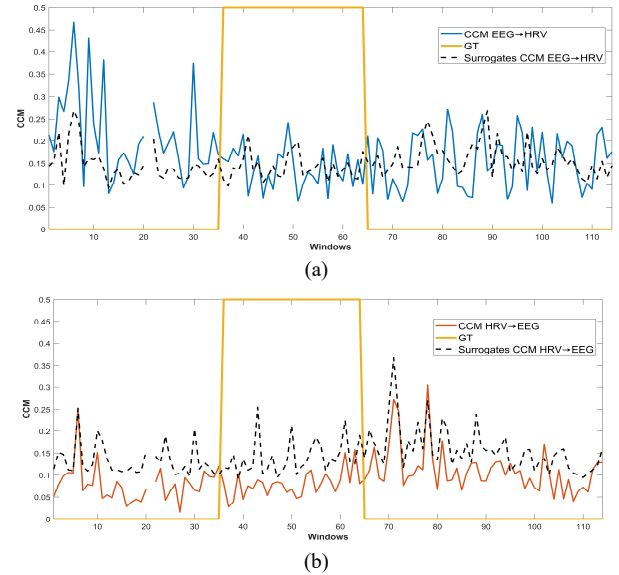 0.5
0.45
0.4
0.35
0.3
0.25
0.2
0.15
0.1
0.05
0
CCM
CCM EEG→HRV
GT
Surrogates CCM EEG→HRV
10 20 30 40 50 60 70 80 90 100 110
Windows
(a)
0.5
0.45
0.4
0.35
0.3
0.25
0.2
0.15
0.1
0.05
0
CCM
CCM HRV→EEG
GT
Surrogates CCM HRV→EEG
10 20 30 40 50 60 70 80 90 100 110
Windows
(b)